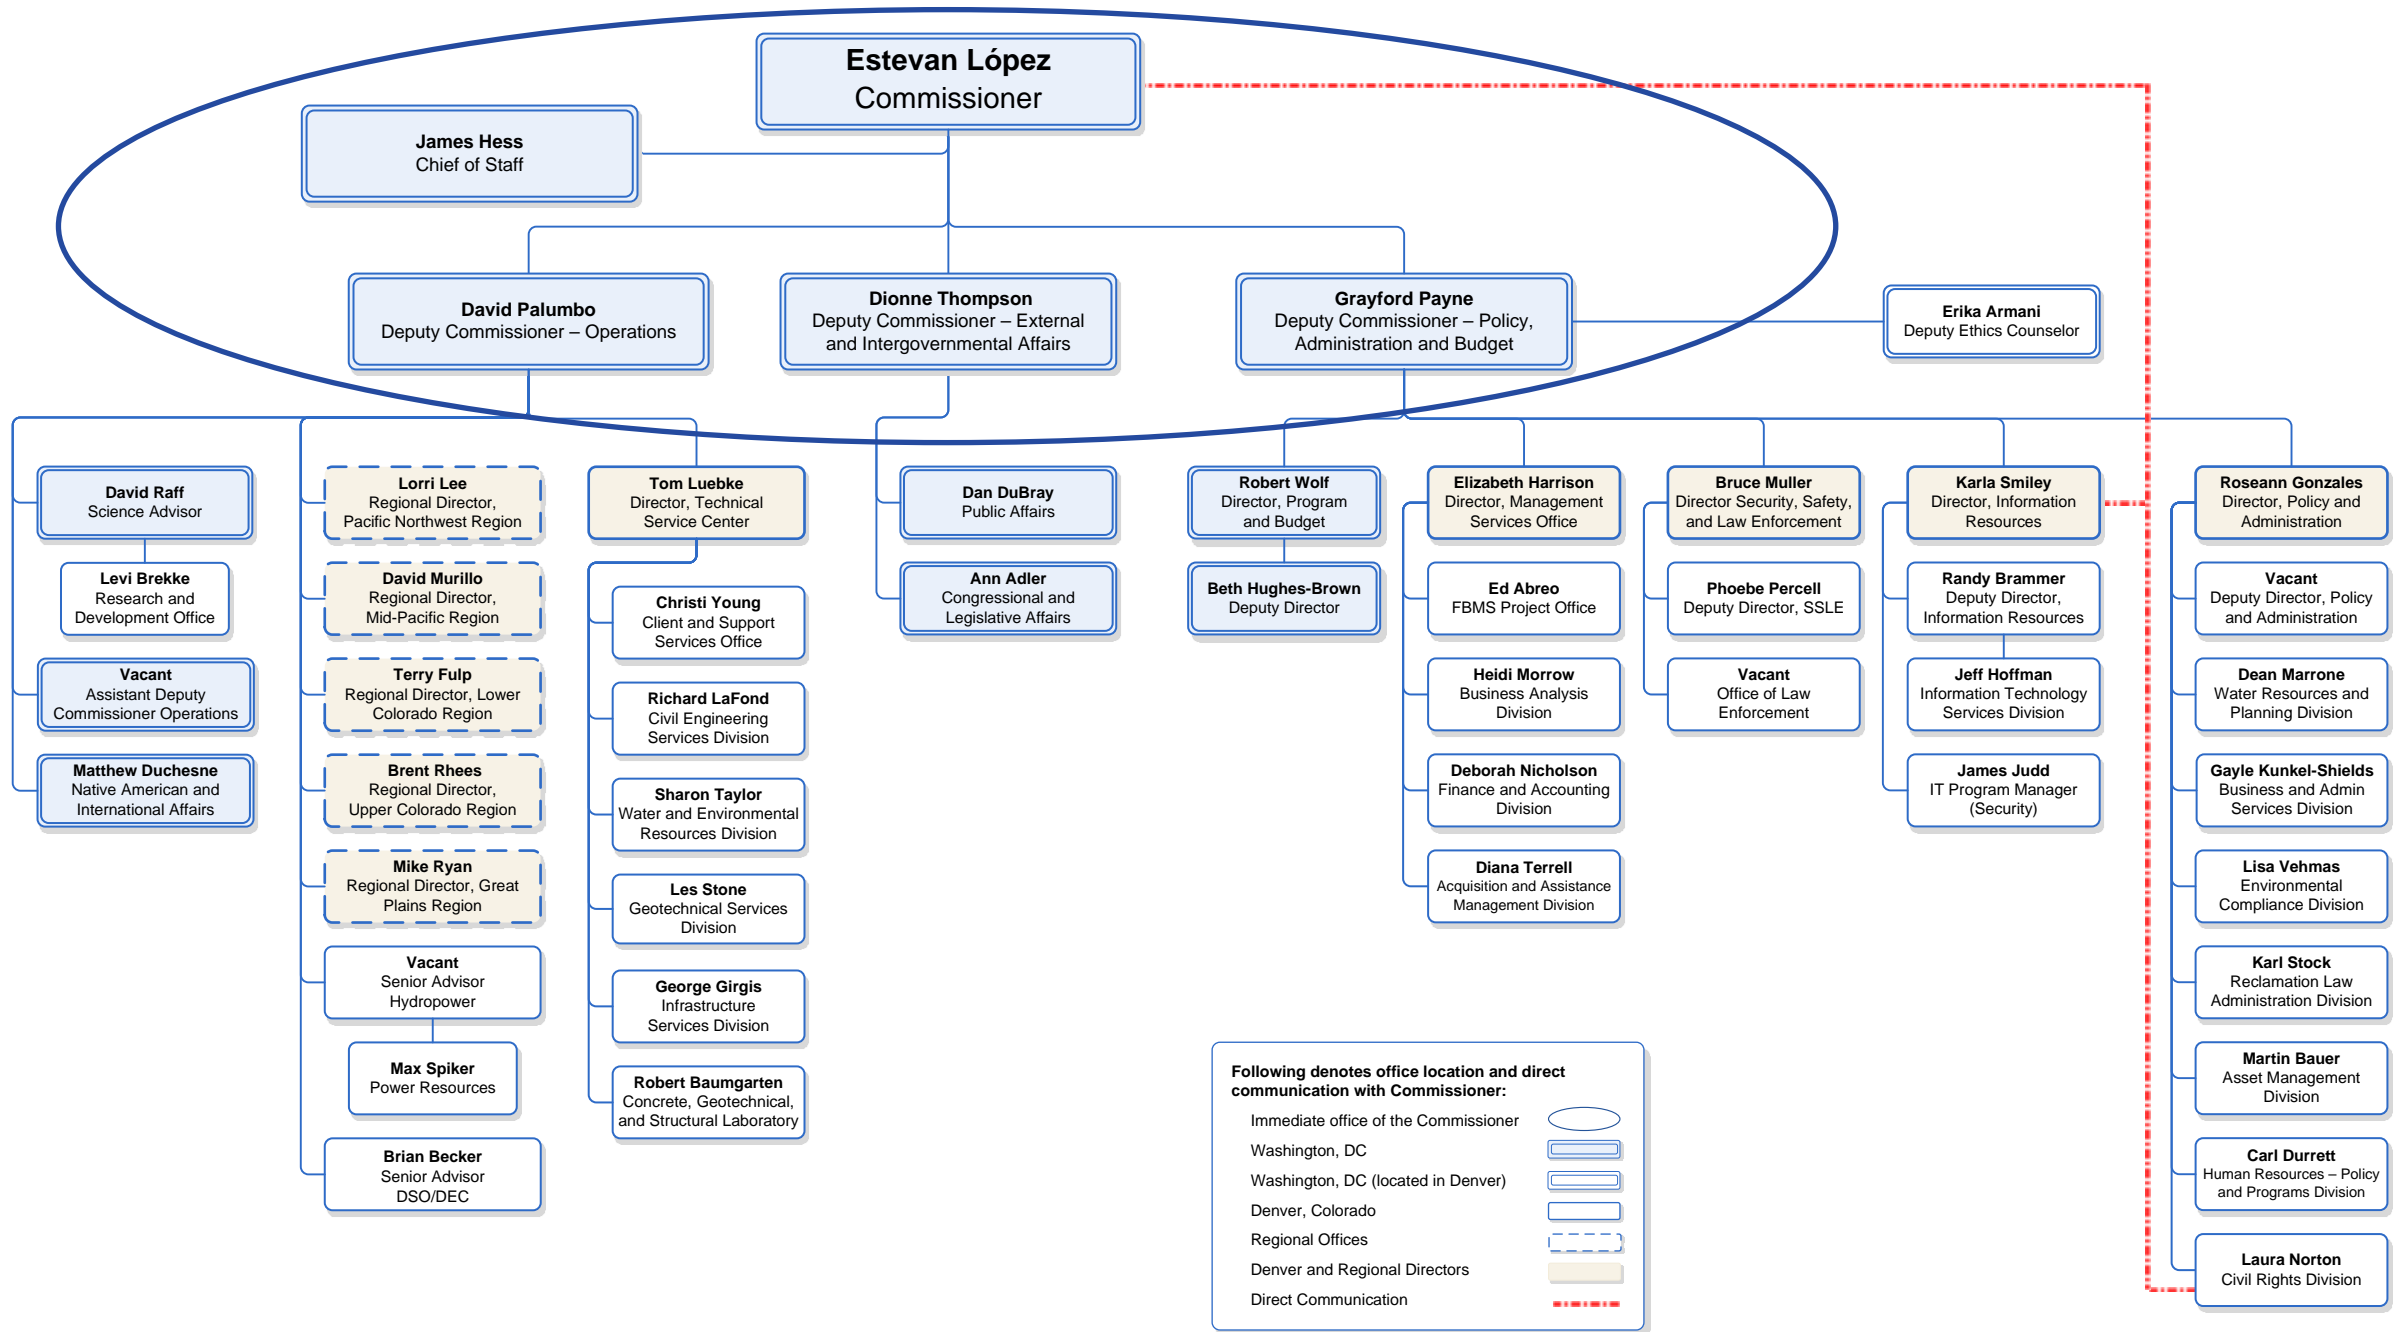 Estevan López
Commissioner
James Hess
Chief of Staff
David Palumbo
Deputy Commissioner – Operations
Dionne Thompson
Deputy Commissioner – External
and Intergovernmental Affairs
Grayford Payne
Deputy Commissioner – Policy,
Administration and Budget
Erika Armani
Deputy Ethics Counselor
David Raff
Science Advisor
Levi Brekke
Research and
Development Office
Vacant
Assistant Deputy
Commissioner Operations
Matthew Duchesne
Native American and
International Affairs
Lorri Lee
Regional Director,
Pacific Northwest Region
David Murillo
Regional Director,
Mid-Pacific Region
Terry Fulp
Regional Director, Lower
Colorado Region
Brent Rhees
Regional Director,
Upper Colorado Region
Mike Ryan
Regional Director, Great
Plains Region
Vacant
Senior Advisor
Hydropower
Max Spiker
Power Resources
Brian Becker
Senior Advisor
DSO/DEC
Tom Luebke
Director, Technical
Service Center
Christi Young
Client and Support
Services Office
Richard LaFond
Civil Engineering
Services Division
Sharon Taylor
Water and Environmental
Resources Division
Les Stone
Geotechnical Services
Division
George Girgis
Infrastructure
Services Division
Robert Baumgarten
Concrete, Geotechnical,
and Structural Laboratory
Dan DuBray
Public Affairs
Ann Adler
Congressional and
Legislative Affairs
Robert Wolf
Director, Program
and Budget
Beth Hughes-Brown
Deputy Director
Elizabeth Harrison
Director, Management
Services Office
Ed Abreo
FBMS Project Office
Heidi Morrow
Business Analysis
Division
Deborah Nicholson
Finance and Accounting
Division
Diana Terrell
Acquisition and Assistance
Management Division
Bruce Muller
Director Security, Safety,
and Law Enforcement
Phoebe Percell
Deputy Director, SSLE
Vacant
Office of Law
Enforcement
Karla Smiley
Director, Information
Resources
Randy Brammer
Deputy Director,
Information Resources
Jeff Hoffman
Information Technology
Services Division
James Judd
IT Program Manager
(Security)
Roseann Gonzales
Director, Policy and
Administration
Vacant
Deputy Director, Policy
and Administration
Dean Marrone
Water Resources and
Planning Division
Gayle Kunkel-Shields
Business and Admin
Services Division
Lisa Vehmas
Environmental
Compliance Division
Karl Stock
Reclamation Law
Administration Division
Martin Bauer
Asset Management
Division
Carl Durrett
Human Resources – Policy
and Programs Division
Laura Norton
Civil Rights Division
Following denotes office location and direct
communication with Commissioner:
Immediate office of the Commissioner
Washington, DC
Washington, DC (located in Denver)
Denver, Colorado
Regional Offices
Denver and Regional Directors
Direct Communication